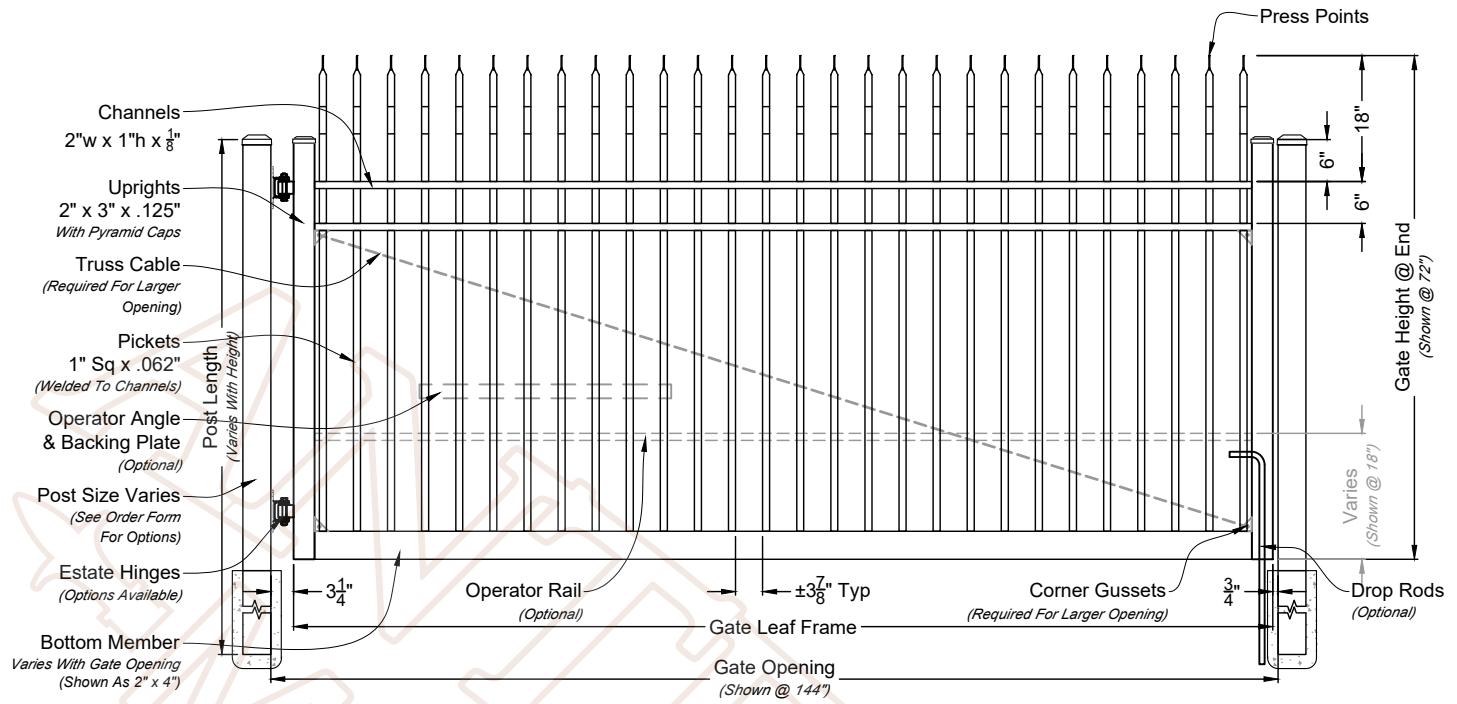 Press Points
Channels
2"w x 1"h x 1/8"
Uprights
2" x 3" x .125"
With Pyramid Caps
Truss Cable
(Required For Larger
Opening)
Pickets
1" Sq x .062"
(Welded To Channels)
Operator Angle
& Backing Plate
(Optional)
Post Size Varies
(See Order Form
For Options)
Estate Hinges
(Options Available)
Bottom Member
Varies With Gate Opening
(Shown As 2" x 4")
Post Length
(Varies With Height)
18"
6"
6"
Gate Height @ End
(Shown @ 72")
Varies
(Shown @ 18")
3 1/4"
Operator Rail
(Optional)
±3 7/8" Typ
Corner Gussets
(Required For Larger Opening)
3/4"
Drop Rods
(Optional)
Gate Leaf Frame
Gate Opening
(Shown @ 144")